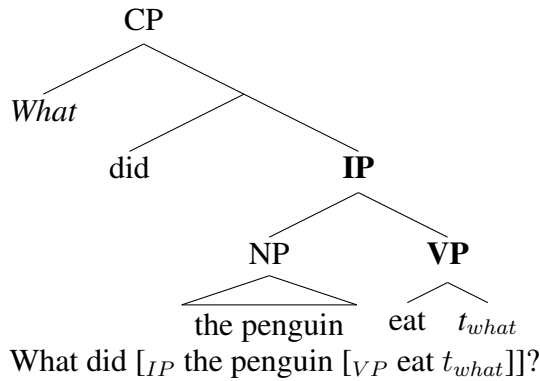 CP
What
did IP
NP VP
the penguin eat t_what
What did [_IP the penguin [_VP eat t_what]]?